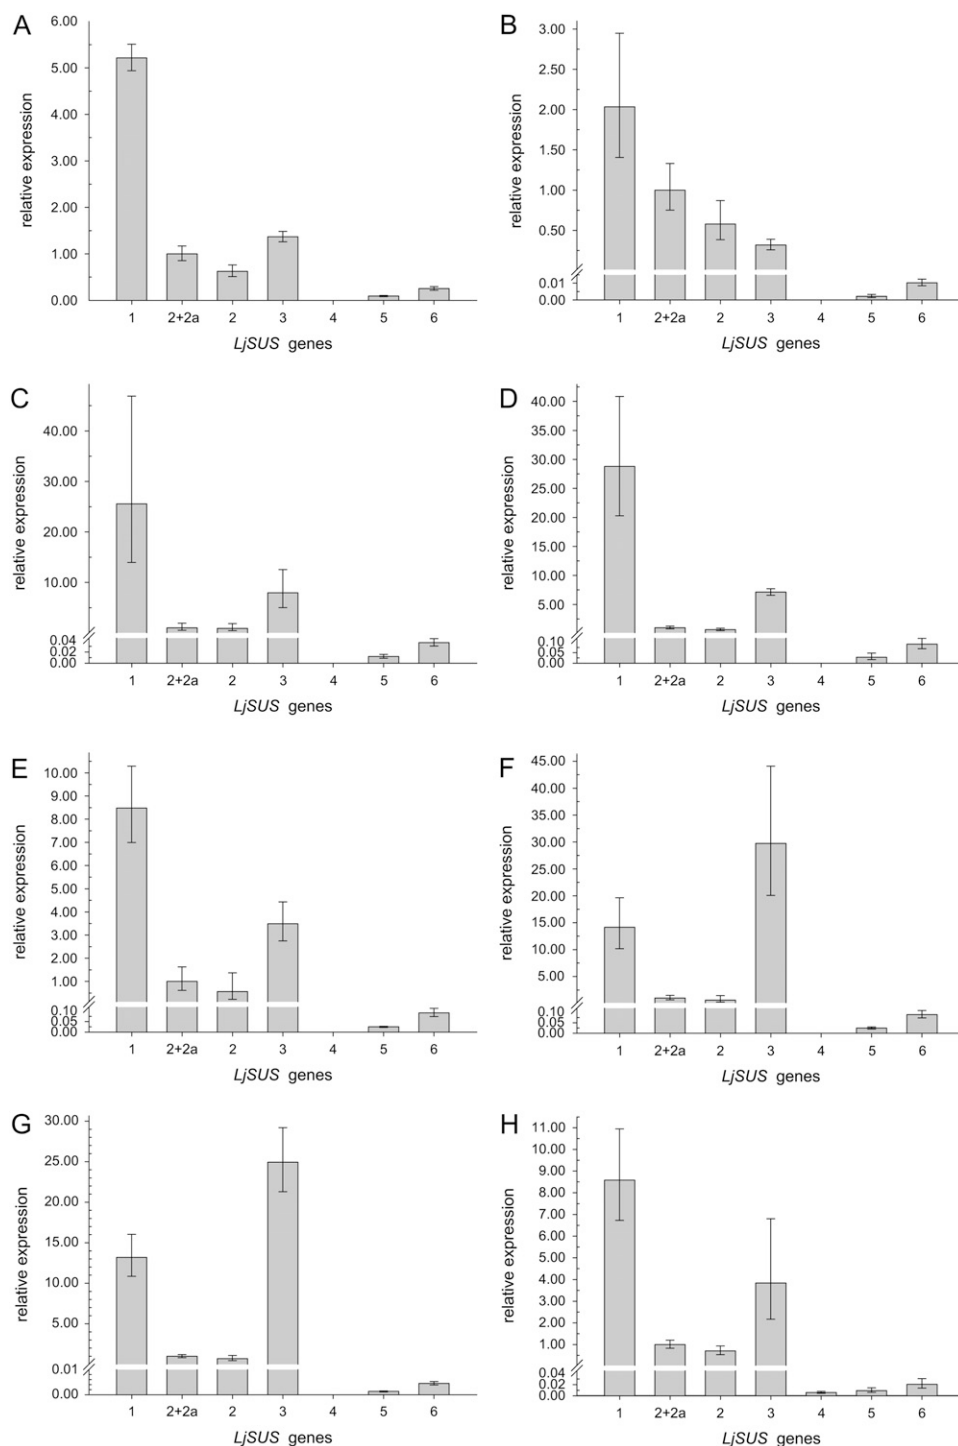 A
relative expression
6.00
5.00
4.00
3.00
2.00
1.00
0.00
1 2+2a 2 3 4 5 6
LjSUS genes
B
relative expression
3.00
2.50
2.00
1.50
1.00
0.50
0.01
0.00
1 2+2a 2 3 4 5 6
LjSUS genes
C
relative expression
40.00
30.00
20.00
10.00
0.04
0.02
0.00
1 2+2a 2 3 4 5 6
LjSUS genes
D
relative expression
40.00
35.00
30.00
25.00
20.00
15.00
10.00
5.00
0.10
0.05
0.00
1 2+2a 2 3 4 5 6
LjSUS genes
E
relative expression
10.00
9.00
8.00
7.00
6.00
5.00
4.00
3.00
2.00
1.00
0.10
0.05
0.00
1 2+2a 2 3 4 5 6
LjSUS genes
F
relative expression
45.00
40.00
35.00
30.00
25.00
20.00
15.00
10.00
5.00
0.10
0.05
0.00
1 2+2a 2 3 4 5 6
LjSUS genes
G
relative expression
30.00
25.00
20.00
15.00
10.00
5.00
0.01
0.00
1 2+2a 2 3 4 5 6
LjSUS genes
H
relative expression
11.00
10.00
9.00
8.00
7.00
6.00
5.00
4.00
3.00
2.00
1.00
0.04
0.02
0.00
1 2+2a 2 3 4 5 6
LjSUS genes